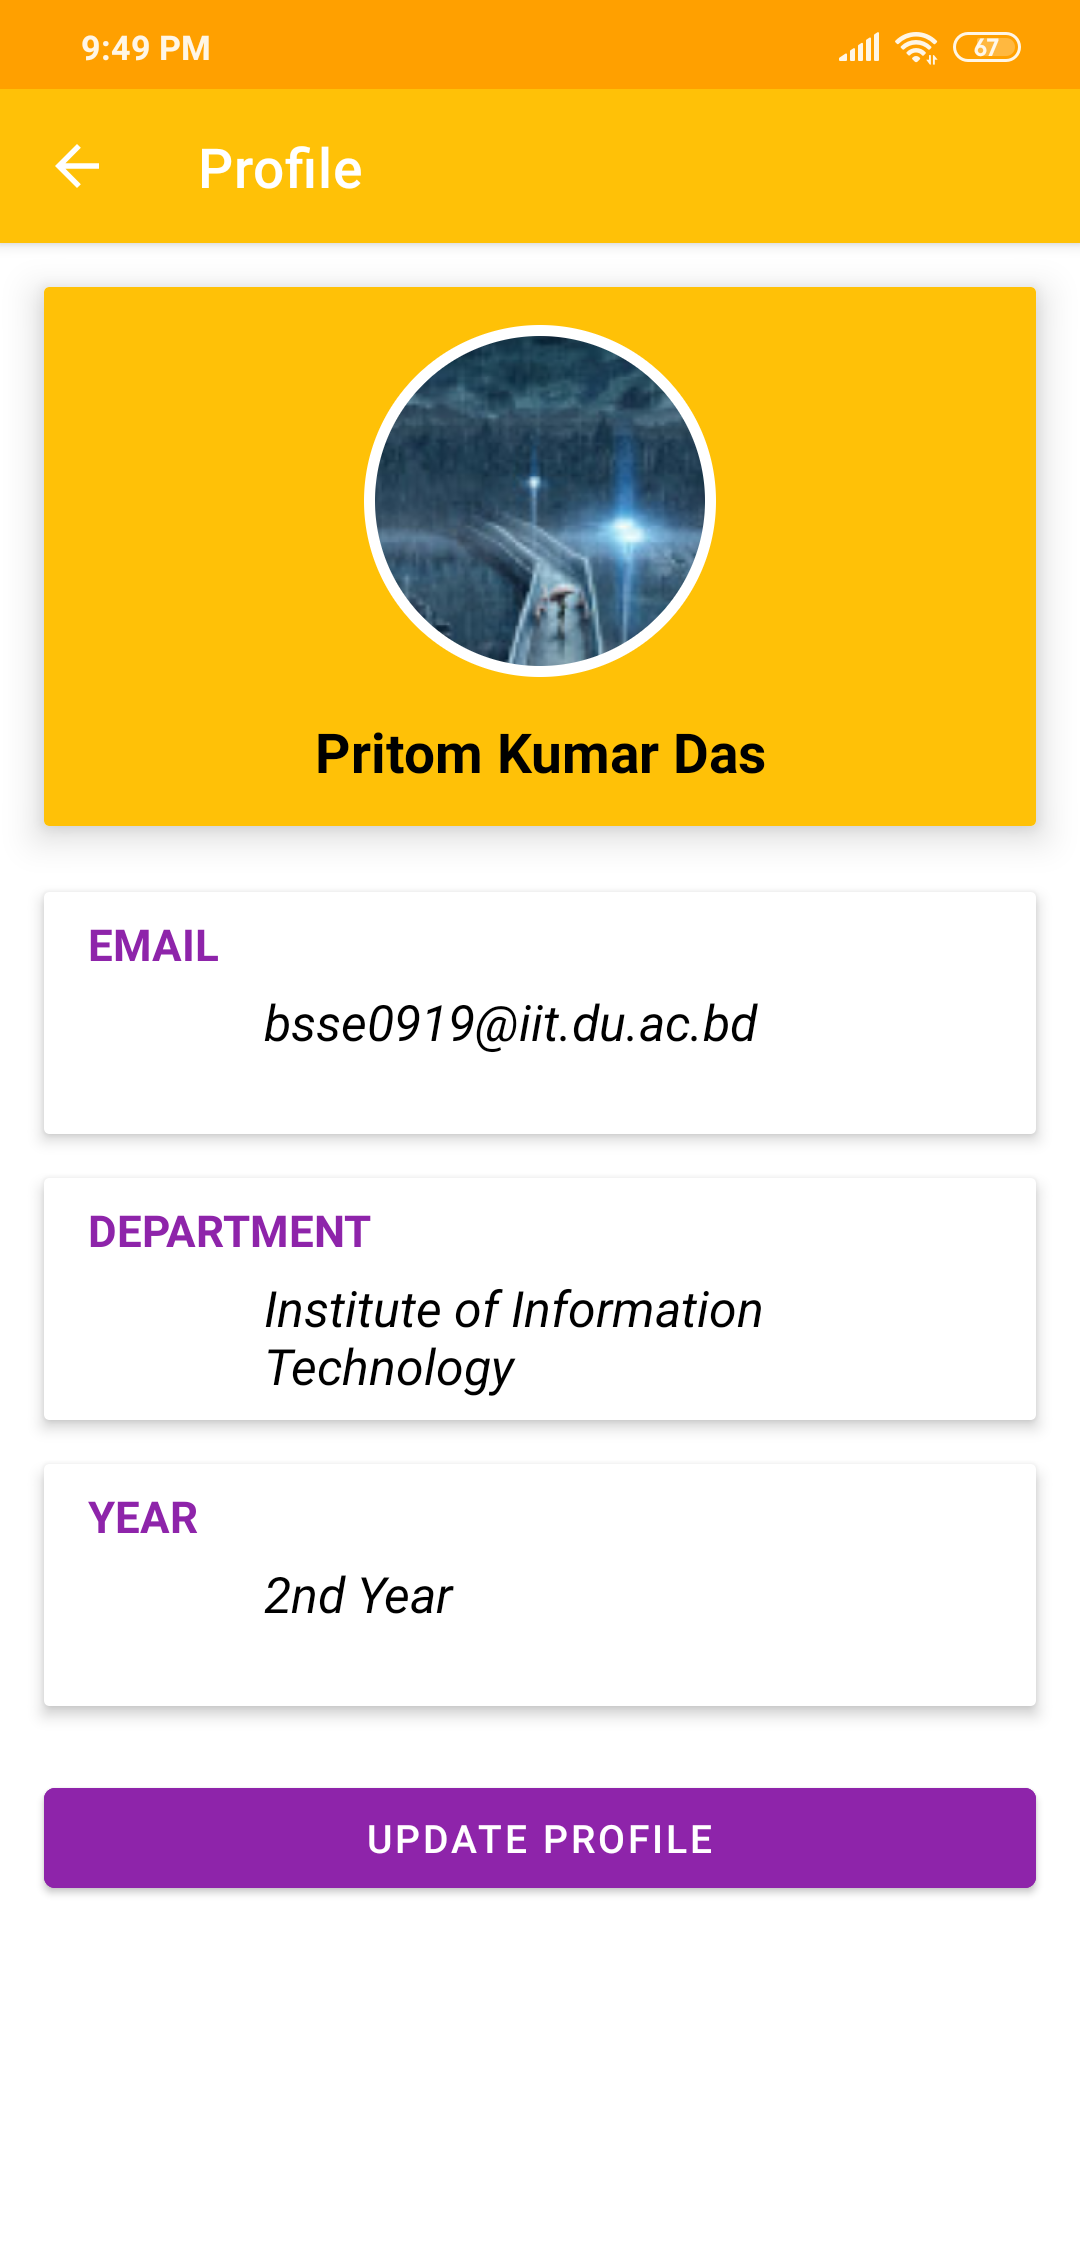 9:49 PM
67
Profile
Pritom Kumar Das
EMAIL
bsse0919@iit.du.ac.bd
DEPARTMENT
Institute of Information
Technology
YEAR
2nd Year
UPDATE PROFILE